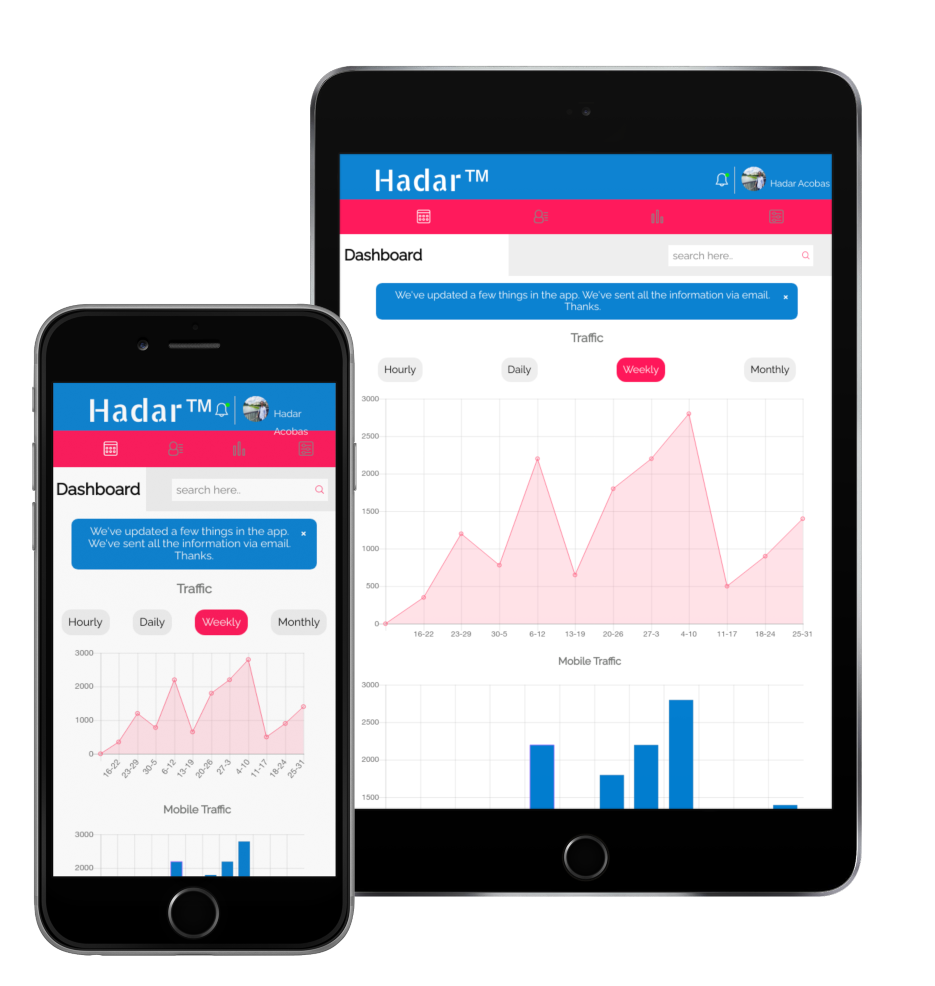 Hadar™
Hadar Acobas
Dashboard
search here..
We've updated a few things in the app. We've sent all the information via email.
Thanks.
×
Traffic
Hourly
Daily
Weekly
Monthly
3000
2500
2000
1500
1000
500
0
16-22
23-29
30-5
6-12
13-19
20-26
27-3
4-10
11-17
18-24
25-31
Mobile Traffic
3000
2500
2000
1500
Hadar™
Hadar
Acobas
Dashboard
search here..
We've updated a few things in the app.
We've sent all the information via email.
Thanks.
×
Traffic
Hourly
Daily
Weekly
Monthly
3000
2000
1000
0
16-22
23-29
30-5
6-12
13-19
20-26
27-3
4-10
11-17
18-24
25-31
Mobile Traffic
3000
2000